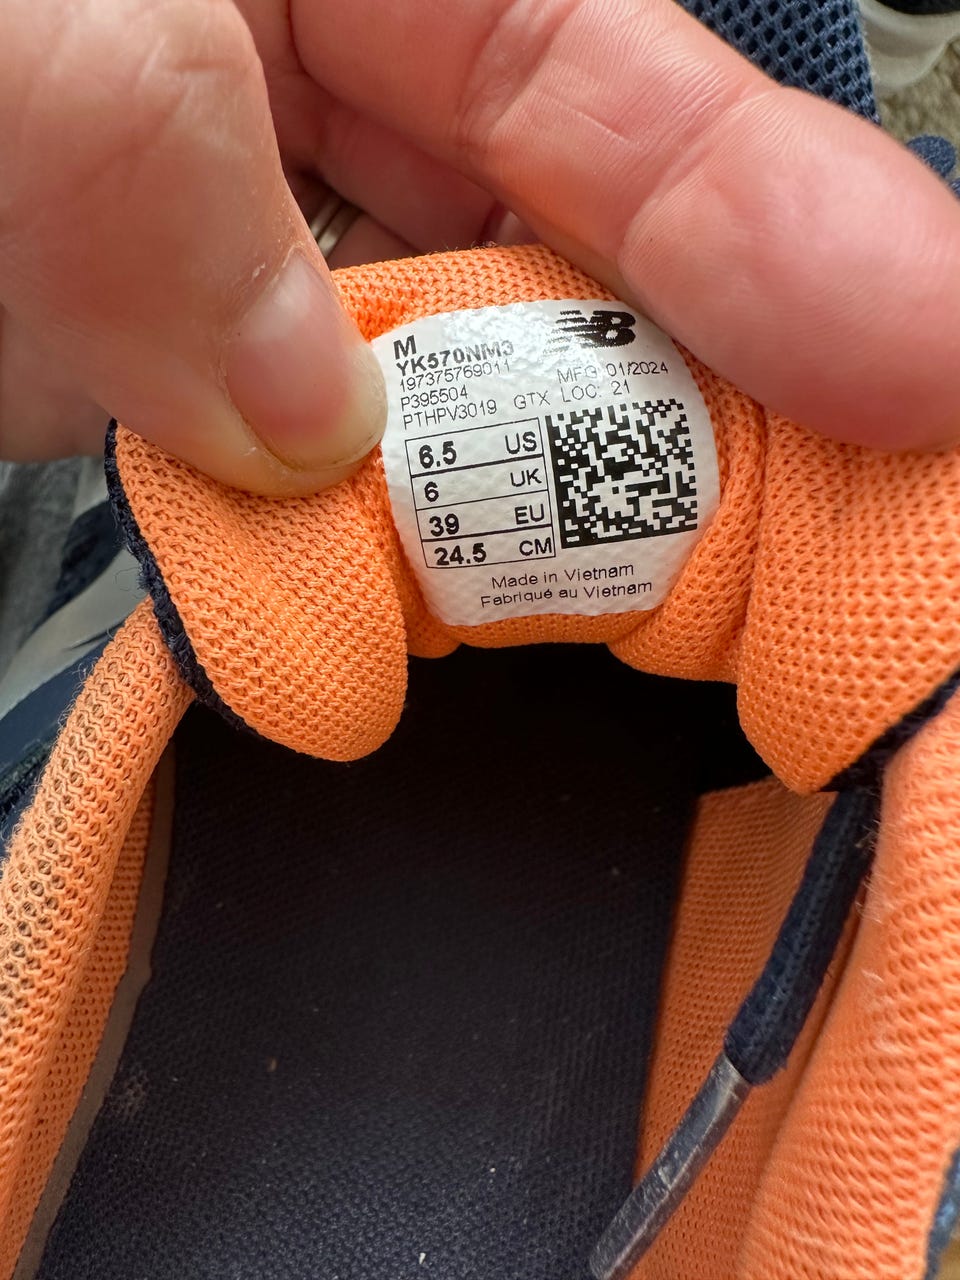 M
YK570NM3
197375769011
P395504
PTHPV3019 GTX
NB
MFG 01/2024
LOC: 21
6.5 US
6 UK
39 EU
24.5 CM
Made in Vietnam
Fabriqué au Vietnam